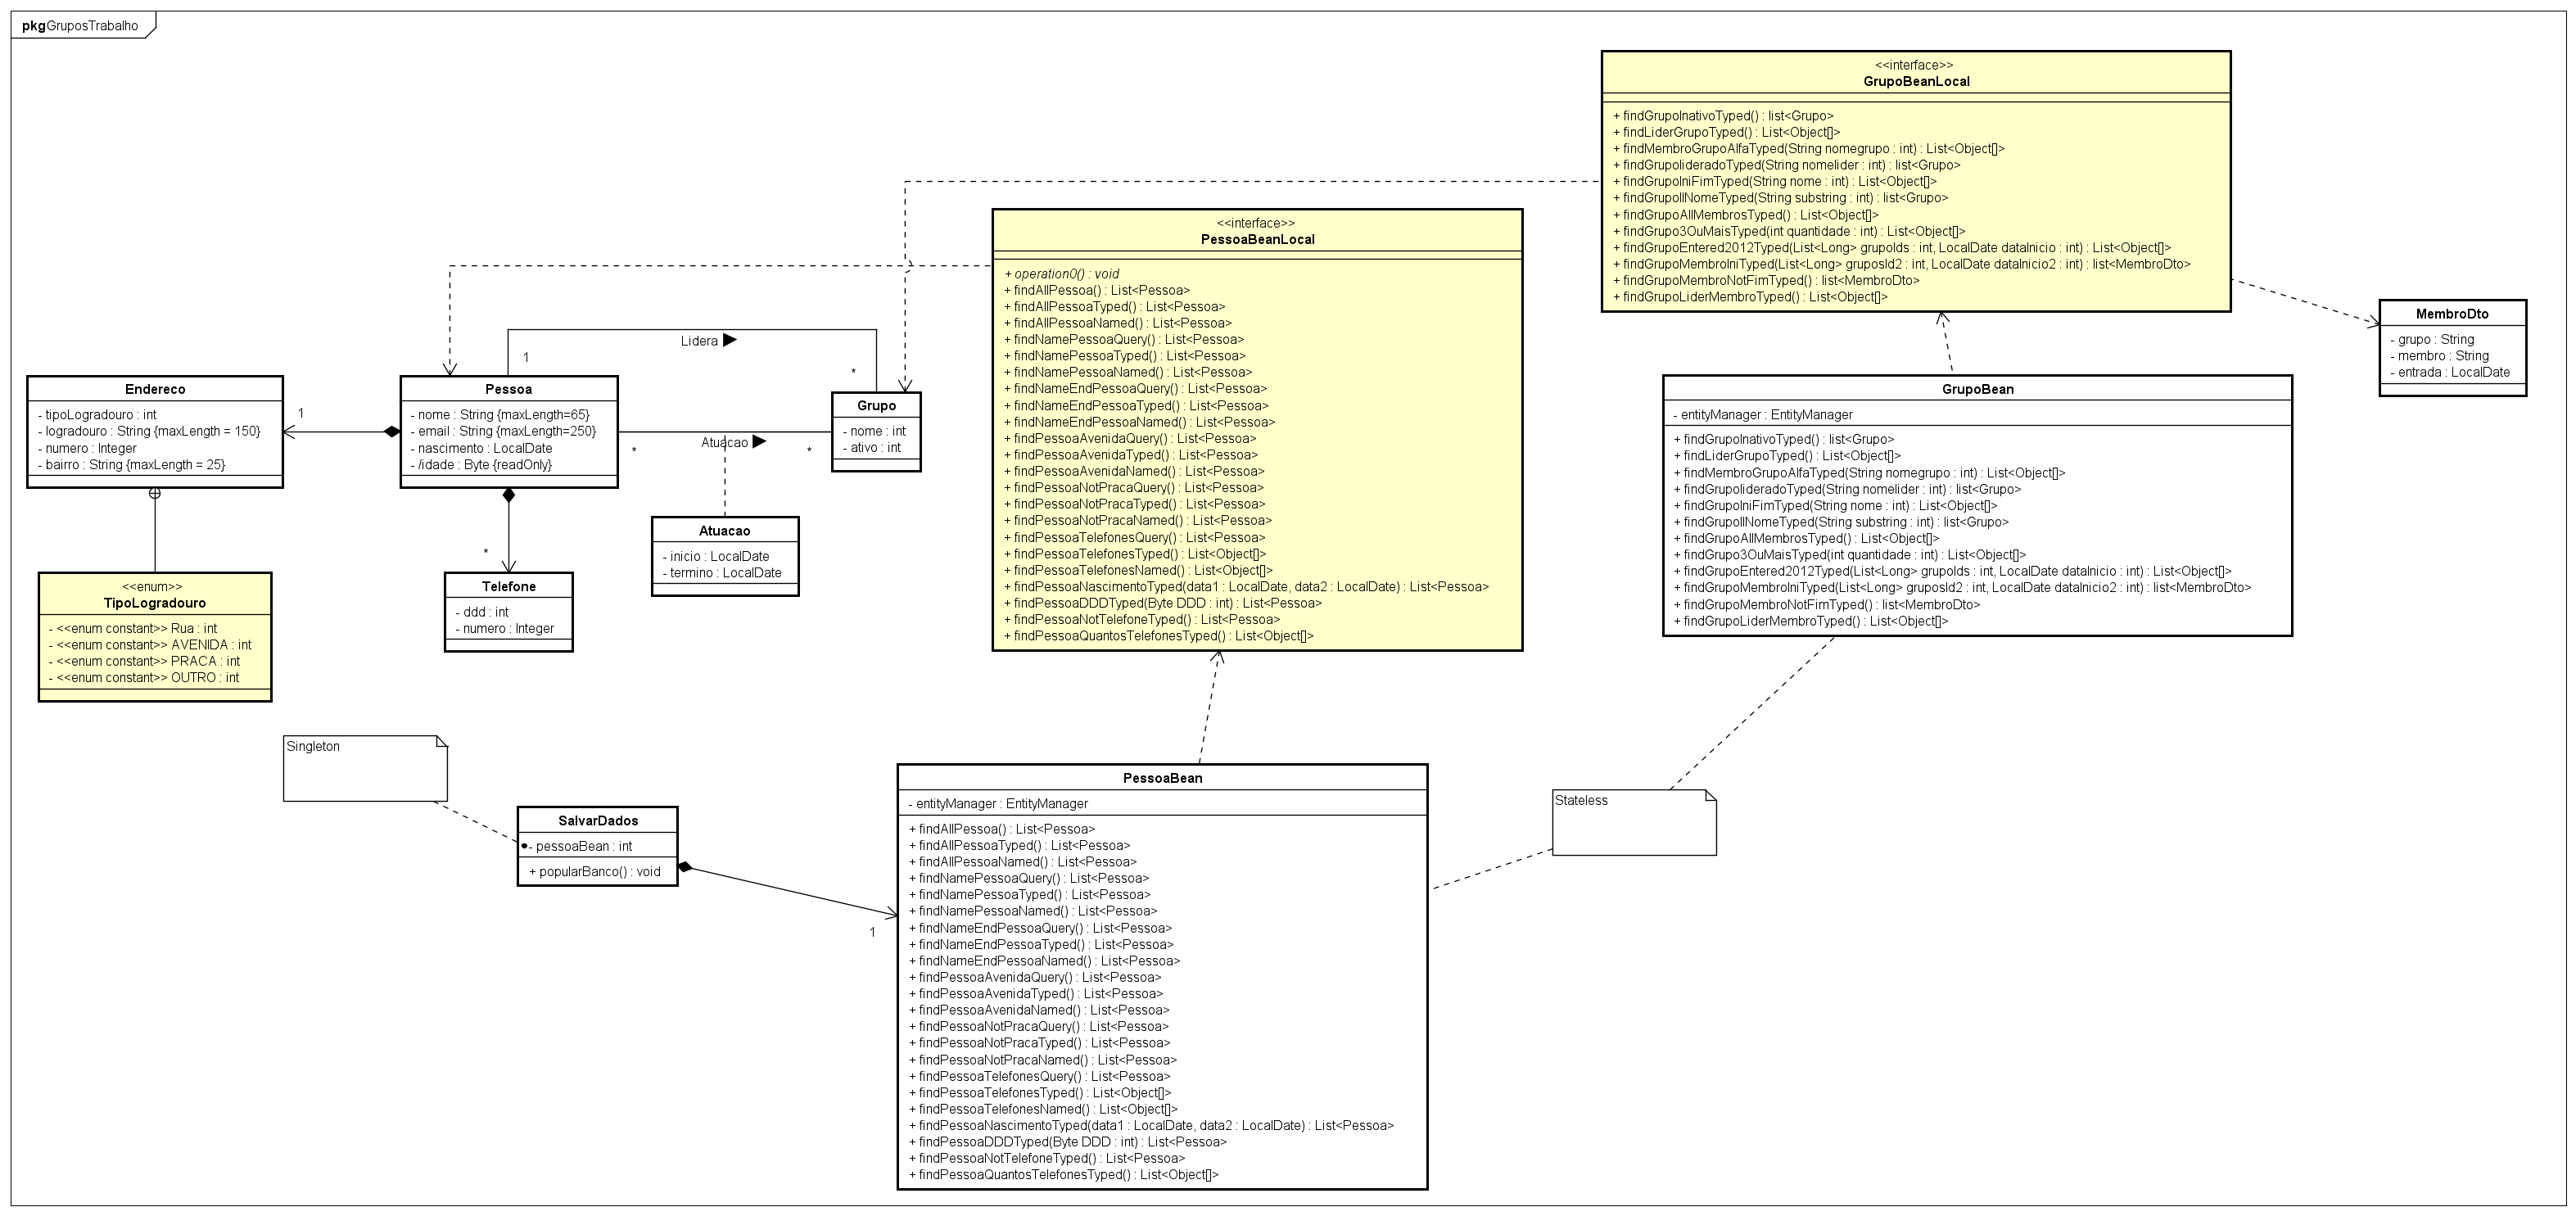 pkg GruposTrabalho
<<interface>>
GrupoBeanLocal
+ findGrupoInativoTyped() : list<Grupo>
+ findLiderGrupoTyped() : List<Object[]>
+ findMembroGrupoAlfaTyped(String nomegrupo : int) : List<Object[]>
+ findGrupolideradoTyped(String nomelider : int) : list<Grupo>
+ findGrupoIniFimTyped(String nome : int) : List<Object[]>
+ findGrupoIINomeTyped(String substring : int) : list<Grupo>
+ findGrupoAllMembrosTyped() : List<Object[]>
+ findGrupo3OuMaisTyped(int quantidade : int) : List<Object[]>
+ findGrupoEntered2012Typed(List<Long> grupoIds : int, LocalDate dataInicio : int) : List<Object[]>
+ findGrupoMembroIniTyped(List<Long> gruposId2 : int, LocalDate dataInicio2 : int) : list<MembroDto>
+ findGrupoMembroNotFimTyped() : list<MembroDto>
+ findGrupoLiderMembroTyped() : List<Object[]>
<<interface>>
PessoaBeanLocal
+ operation0() : void
+ findAllPessoa() : List<Pessoa>
+ findAllPessoaTyped() : List<Pessoa>
+ findAllPessoaNamed() : List<Pessoa>
+ findNamePessoaQuery() : List<Pessoa>
+ findNamePessoaTyped() : List<Pessoa>
+ findNamePessoaNamed() : List<Pessoa>
+ findNameEndPessoaQuery() : List<Pessoa>
+ findNameEndPessoaTyped() : List<Pessoa>
+ findNameEndPessoaNamed() : List<Pessoa>
+ findPessoaAvenidaQuery() : List<Pessoa>
+ findPessoaAvenidaTyped() : List<Pessoa>
+ findPessoaAvenidaNamed() : List<Pessoa>
+ findPessoaNotPracaQuery() : List<Pessoa>
+ findPessoaNotPracaTyped() : List<Pessoa>
+ findPessoaNotPracaNamed() : List<Pessoa>
+ findPessoaTelefonesQuery() : List<Pessoa>
+ findPessoaTelefonesTyped() : List<Object[]>
+ findPessoaTelefonesNamed() : List<Object[]>
+ findPessoaNascimentoTyped(data1 : LocalDate, data2 : LocalDate) : List<Pessoa>
+ findPessoaDDDTyped(Byte DDD : int) : List<Pessoa>
+ findPessoaNotTelefoneTyped() : List<Pessoa>
+ findPessoaQuantosTelefonesTyped() : List<Object[]>
MembroDto
- grupo : String
- membro : String
- entrada : LocalDate
Lidera
1
*
Endereco
- tipoLogradouro : int
- logradouro : String {maxLength = 150}
- numero : Integer
- bairro : String {maxLength = 25}
1
Pessoa
- nome : String {maxLength=65}
- email : String {maxLength=250}
- nascimento : LocalDate
- /idade : Byte {readOnly}
Grupo
- nome : int
- ativo : int
Atuacao
*
*
GrupoBean
- entityManager : EntityManager
+ findGrupoInativoTyped() : list<Grupo>
+ findLiderGrupoTyped() : List<Object[]>
+ findMembroGrupoAlfaTyped(String nomegrupo : int) : List<Object[]>
+ findGrupolideradoTyped(String nomelider : int) : list<Grupo>
+ findGrupoIniFimTyped(String nome : int) : List<Object[]>
+ findGrupoIINomeTyped(String substring : int) : list<Grupo>
+ findGrupoAllMembrosTyped() : List<Object[]>
+ findGrupo3OuMaisTyped(int quantidade : int) : List<Object[]>
+ findGrupoEntered2012Typed(List<Long> grupoIds : int, LocalDate dataInicio : int) : List<Object[]>
+ findGrupoMembroIniTyped(List<Long> gruposId2 : int, LocalDate dataInicio2 : int) : list<MembroDto>
+ findGrupoMembroNotFimTyped() : list<MembroDto>
+ findGrupoLiderMembroTyped() : List<Object[]>
Atuacao
- inicio : LocalDate
- termino : LocalDate
*
Telefone
- ddd : int
- numero : Integer
<<enum>>
TipoLogradouro
- <<enum constant>> Rua : int
- <<enum constant>> AVENIDA : int
- <<enum constant>> PRACA : int
- <<enum constant>> OUTRO : int
Singleton
SalvarDados
- pessoaBean : int
+ popularBanco() : void
1
PessoaBean
- entityManager : EntityManager
+ findAllPessoa() : List<Pessoa>
+ findAllPessoaTyped() : List<Pessoa>
+ findAllPessoaNamed() : List<Pessoa>
+ findNamePessoaQuery() : List<Pessoa>
+ findNamePessoaTyped() : List<Pessoa>
+ findNamePessoaNamed() : List<Pessoa>
+ findNameEndPessoaQuery() : List<Pessoa>
+ findNameEndPessoaTyped() : List<Pessoa>
+ findNameEndPessoaNamed() : List<Pessoa>
+ findPessoaAvenidaQuery() : List<Pessoa>
+ findPessoaAvenidaTyped() : List<Pessoa>
+ findPessoaAvenidaNamed() : List<Pessoa>
+ findPessoaNotPracaQuery() : List<Pessoa>
+ findPessoaNotPracaTyped() : List<Pessoa>
+ findPessoaNotPracaNamed() : List<Pessoa>
+ findPessoaTelefonesQuery() : List<Pessoa>
+ findPessoaTelefonesTyped() : List<Object[]>
+ findPessoaTelefonesNamed() : List<Object[]>
+ findPessoaNascimentoTyped(data1 : LocalDate, data2 : LocalDate) : List<Pessoa>
+ findPessoaDDDTyped(Byte DDD : int) : List<Pessoa>
+ findPessoaNotTelefoneTyped() : List<Pessoa>
+ findPessoaQuantosTelefonesTyped() : List<Object[]>
Stateless